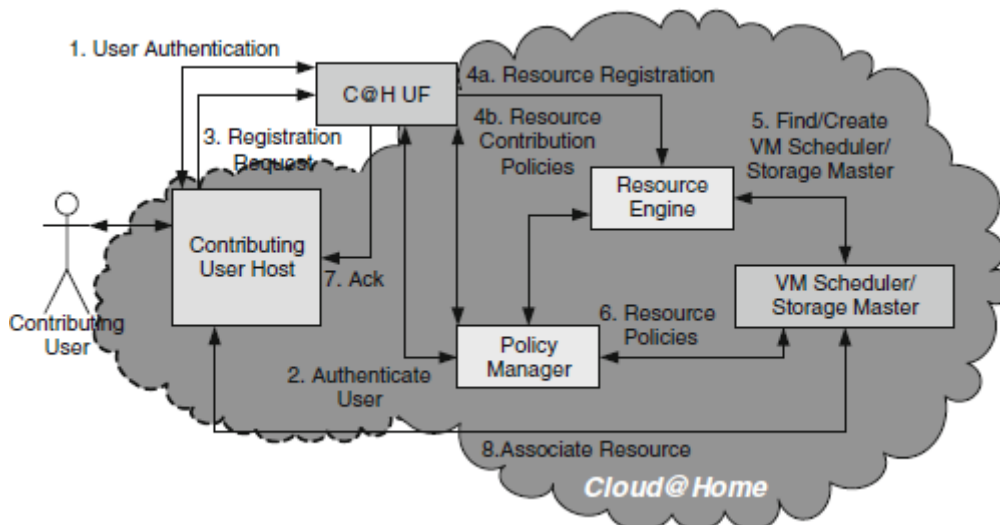 1. User Authentication
C@H UF
4a. Resource Registration
3. Registration
Request
4b. Resource
Contribution
Policies
5. Find/Create
VM Scheduler/
Storage Master
Resource
Engine
Contributing
User Host
7. Ack
VM Scheduler/
Storage Master
Contributing
User
6. Resource
Policies
Policy
Manager
2. Authenticate
User
8.Associate Resource
Cloud@Home